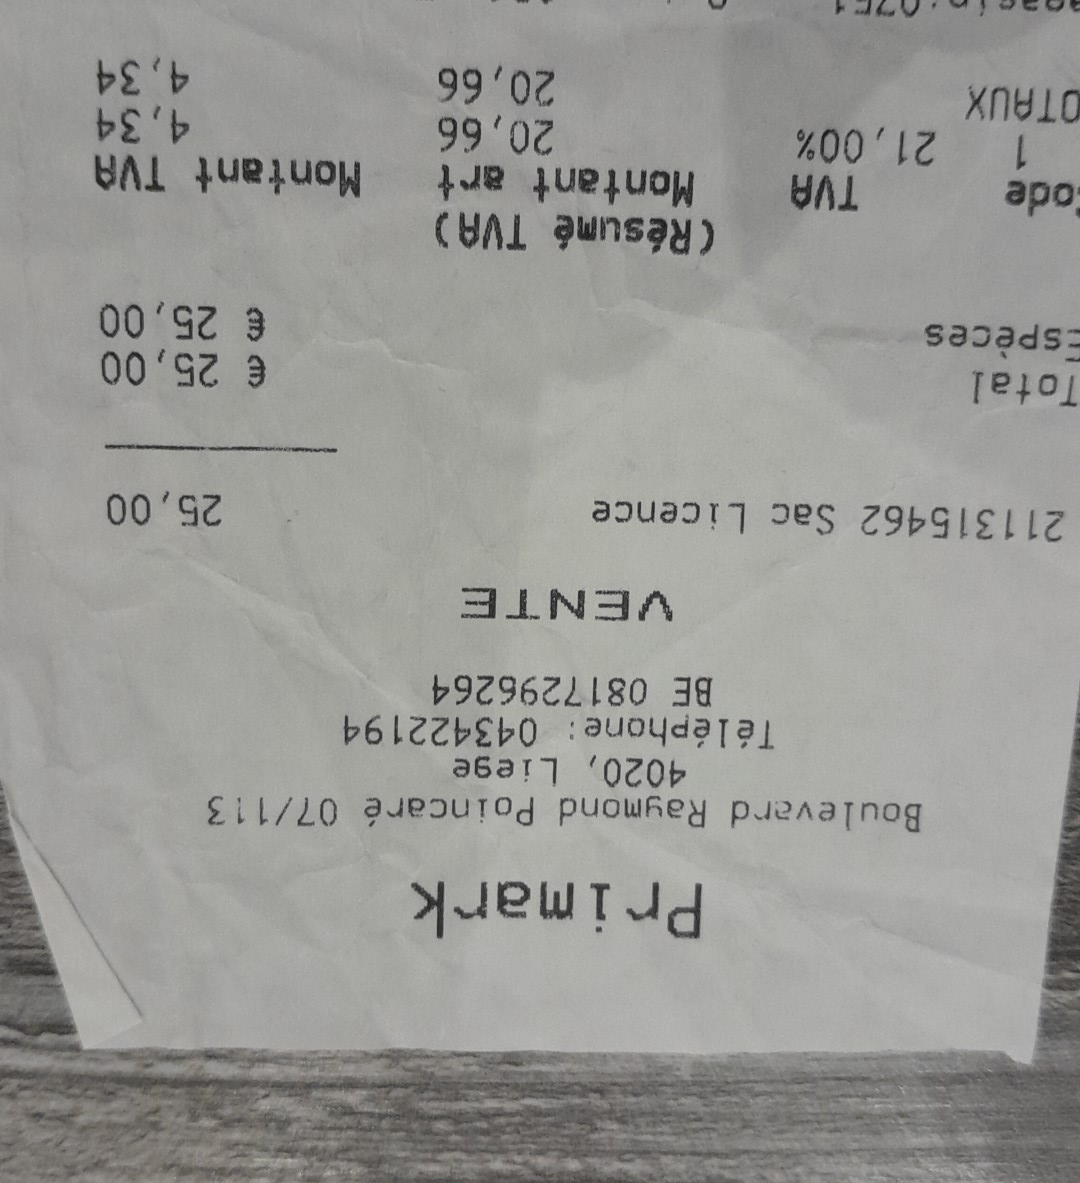 Primark
Boulevard Raymond Poincaré 07/113
4020, Liege
Téléphone: 043422194
BE 0817296264
VENTE
211315462 Sac Licence 25,00
Total € 25,00
Espèces € 25,00
(Résumé TVA)
Code TVA Montant art Montant TVA
1 21,00% 20,66 4,34
OTAUX 20,66 4,34